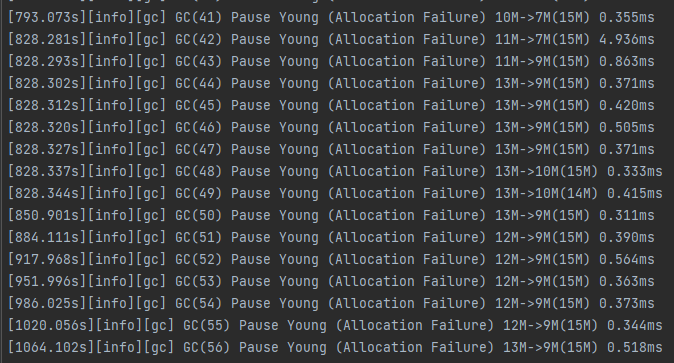 [793.073s][info][gc] GC(41) Pause Young (Allocation Failure) 10M->7M(15M) 0.355ms
[828.281s][info][gc] GC(42) Pause Young (Allocation Failure) 11M->7M(15M) 4.936ms
[828.293s][info][gc] GC(43) Pause Young (Allocation Failure) 11M->9M(15M) 0.863ms
[828.302s][info][gc] GC(44) Pause Young (Allocation Failure) 13M->9M(15M) 0.371ms
[828.312s][info][gc] GC(45) Pause Young (Allocation Failure) 13M->9M(15M) 0.420ms
[828.320s][info][gc] GC(46) Pause Young (Allocation Failure) 13M->9M(15M) 0.505ms
[828.327s][info][gc] GC(47) Pause Young (Allocation Failure) 13M->9M(15M) 0.371ms
[828.337s][info][gc] GC(48) Pause Young (Allocation Failure) 13M->10M(15M) 0.333ms
[828.344s][info][gc] GC(49) Pause Young (Allocation Failure) 13M->10M(14M) 0.415ms
[850.901s][info][gc] GC(50) Pause Young (Allocation Failure) 13M->9M(15M) 0.311ms
[884.111s][info][gc] GC(51) Pause Young (Allocation Failure) 12M->9M(15M) 0.390ms
[917.968s][info][gc] GC(52) Pause Young (Allocation Failure) 12M->9M(15M) 0.564ms
[951.996s][info][gc] GC(53) Pause Young (Allocation Failure) 12M->9M(15M) 0.363ms
[986.025s][info][gc] GC(54) Pause Young (Allocation Failure) 12M->9M(15M) 0.373ms
[1020.056s][info][gc] GC(55) Pause Young (Allocation Failure) 12M->9M(15M) 0.344ms
[1064.102s][info][gc] GC(56) Pause Young (Allocation Failure) 13M->9M(15M) 0.518ms